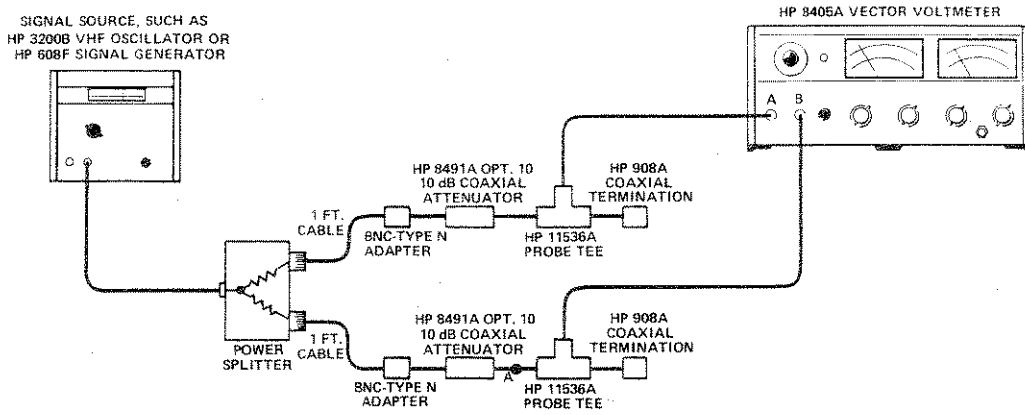 SIGNAL SOURCE, SUCH AS
HP 3200B VHF OSCILLATOR OR
HP 608F SIGNAL GENERATOR
HP 8405A VECTOR VOLTMETER
A
B
HP 8491A OPT. 10
10 dB COAXIAL
ATTENUATOR
HP 908A
COAXIAL
TERMINATION
1 FT.
CABLE
BNC-TYPE N
ADAPTER
HP 11536A
PROBE TEE
POWER
SPLITTER
1 FT.
CABLE
HP 8491A OPT. 10
10 dB COAXIAL
ATTENUATOR
HP 908A
COAXIAL
TERMINATION
A
BNC-TYPE N
ADAPTER
HP 11536A
PROBE TEE